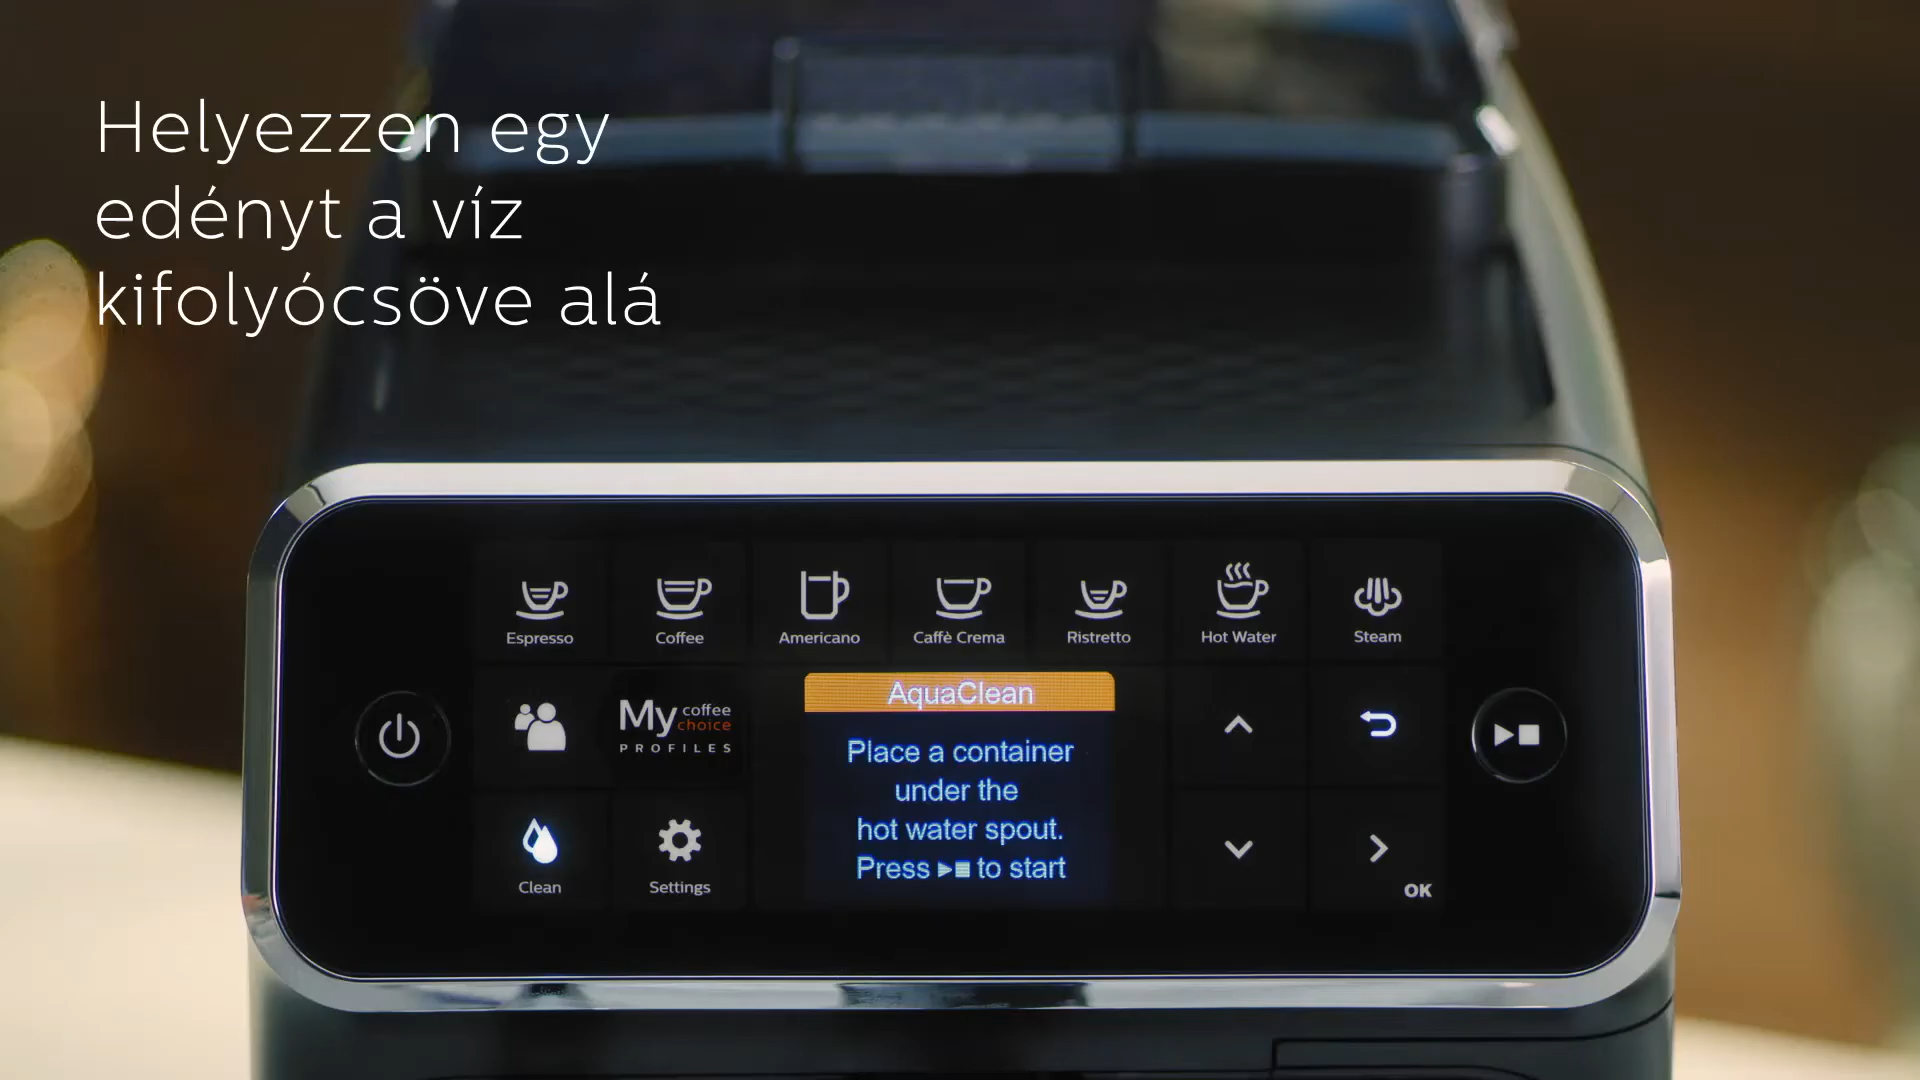 Helyezzen egy
edényt a víz
kifolyócsöve alá
Espresso
Coffee
Americano
Caffè Crema
Ristretto
Hot Water
Steam
My coffee choice
PROFILES
AquaClean
Place a container
under the
hot water spout.
Press ▶■ to start
Clean
Settings
OK